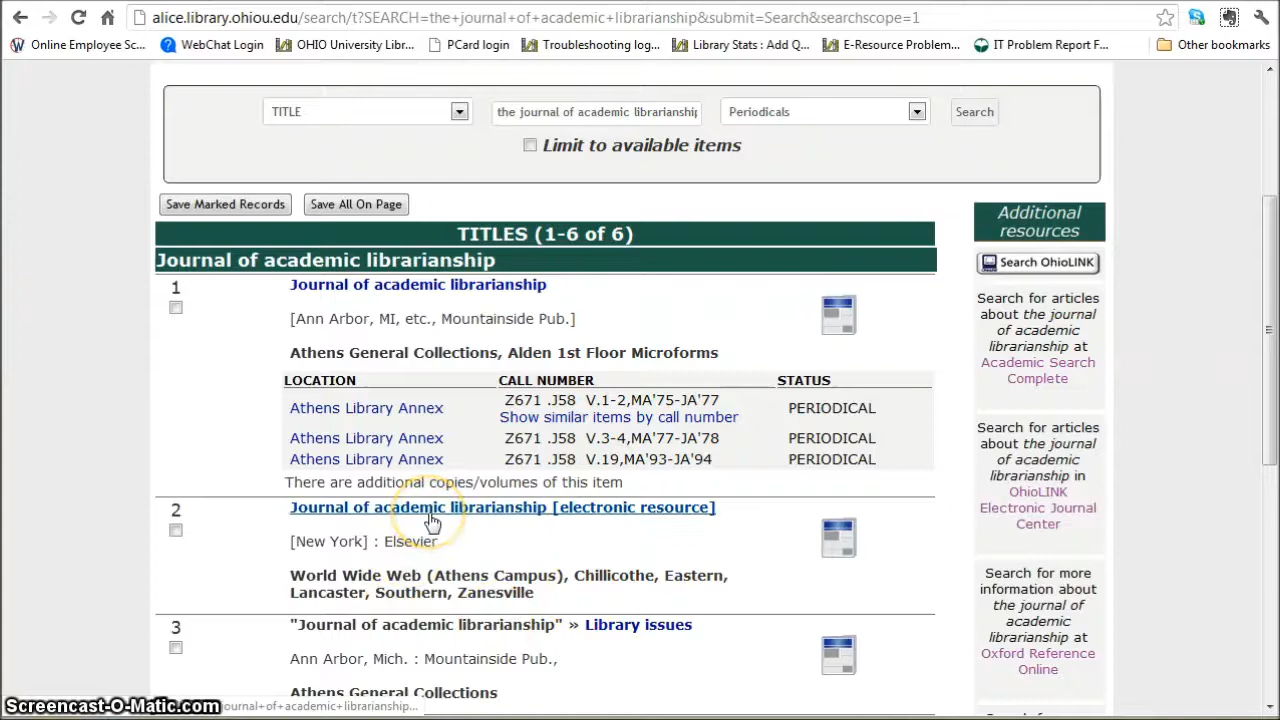 alice.library.ohiou.edu/search/t?SEARCH=the+journal+of+academic+librarianship&submit=Search&searchscope=1
Online Employee Sc... WebChat Login OHIO University Libr... PCard login Troubleshooting log... Library Stats : Add Q... E-Resource Problem... IT Problem Report F... Other bookmarks
TITLE the journal of academic librarianship Periodicals Search
Limit to available items
Save Marked Records Save All On Page
TITLES (1-6 of 6)
Journal of academic librarianship
1 Journal of academic librarianship
[Ann Arbor, MI, etc., Mountainside Pub.]
Athens General Collections, Alden 1st Floor Microforms
LOCATION CALL NUMBER STATUS
Athens Library Annex Z671 .J58 V.1-2,MA'75-JA'77 PERIODICAL
Show similar items by call number
Athens Library Annex Z671 .J58 V.3-4,MA'77-JA'78 PERIODICAL
Athens Library Annex Z671 .J58 V.19,MA'93-JA'94 PERIODICAL
There are additional copies/volumes of this item
2 Journal of academic librarianship [electronic resource]
[New York] : Elsevier
World Wide Web (Athens Campus), Chillicothe, Eastern,
Lancaster, Southern, Zanesville
3 "Journal of academic librarianship" » Library issues
Ann Arbor, Mich. : Mountainside Pub.,
Athens General Collections
Additional
resources
Search OhioLINK
Search for articles
about the journal
of academic
librarianship at
Academic Search
Complete
Search for articles
about the journal
of academic
librarianship in
OhioLINK
Electronic Journal
Center
Search for more
information about
the journal of
academic
librarianship at
Oxford Reference
Online
Screencast-O-Matic.com
journal+of+academic+librarianship...